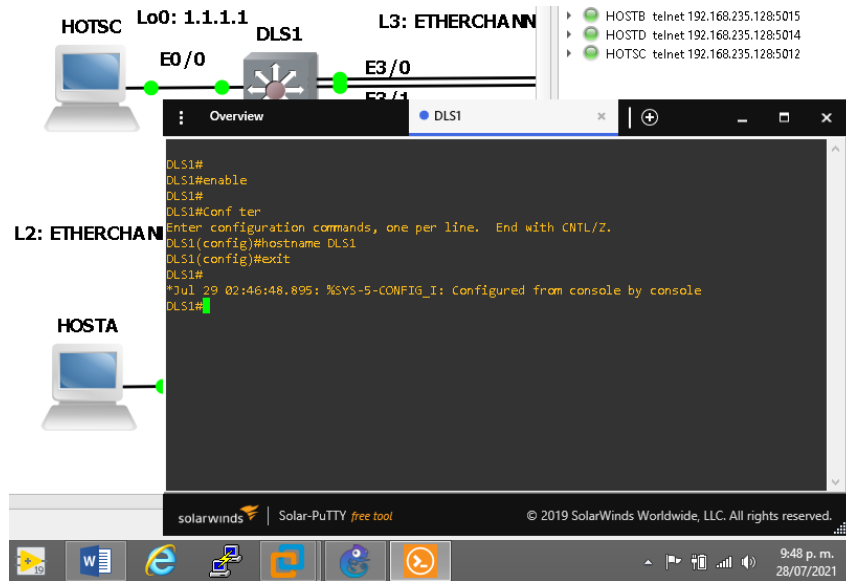 HOTSC
Lo0: 1.1.1.1
DLS1
L3: ETHERCHANN
E0/0
E3/0
E3/1
HOSTB telnet 192.168.235.128:5015
HOSTD telnet 192.168.235.128:5014
HOTSC telnet 192.168.235.128:5012
Overview
DLS1
DLS1#
DLS1#enable
DLS1#
DLS1#Conf ter
Enter configuration commands, one per line.  End with CNTL/Z.
DLS1(config)#hostname DLS1
DLS1(config)#exit
DLS1#
*Jul 29 02:46:48.895: %SYS-5-CONFIG_I: Configured from console by console
DLS1#
L2: ETHERCHAN
HOSTA
solarwinds
Solar-PuTTY free tool
© 2019 SolarWinds Worldwide, LLC. All rights reserved.
19
W
9:48 p. m.
28/07/2021